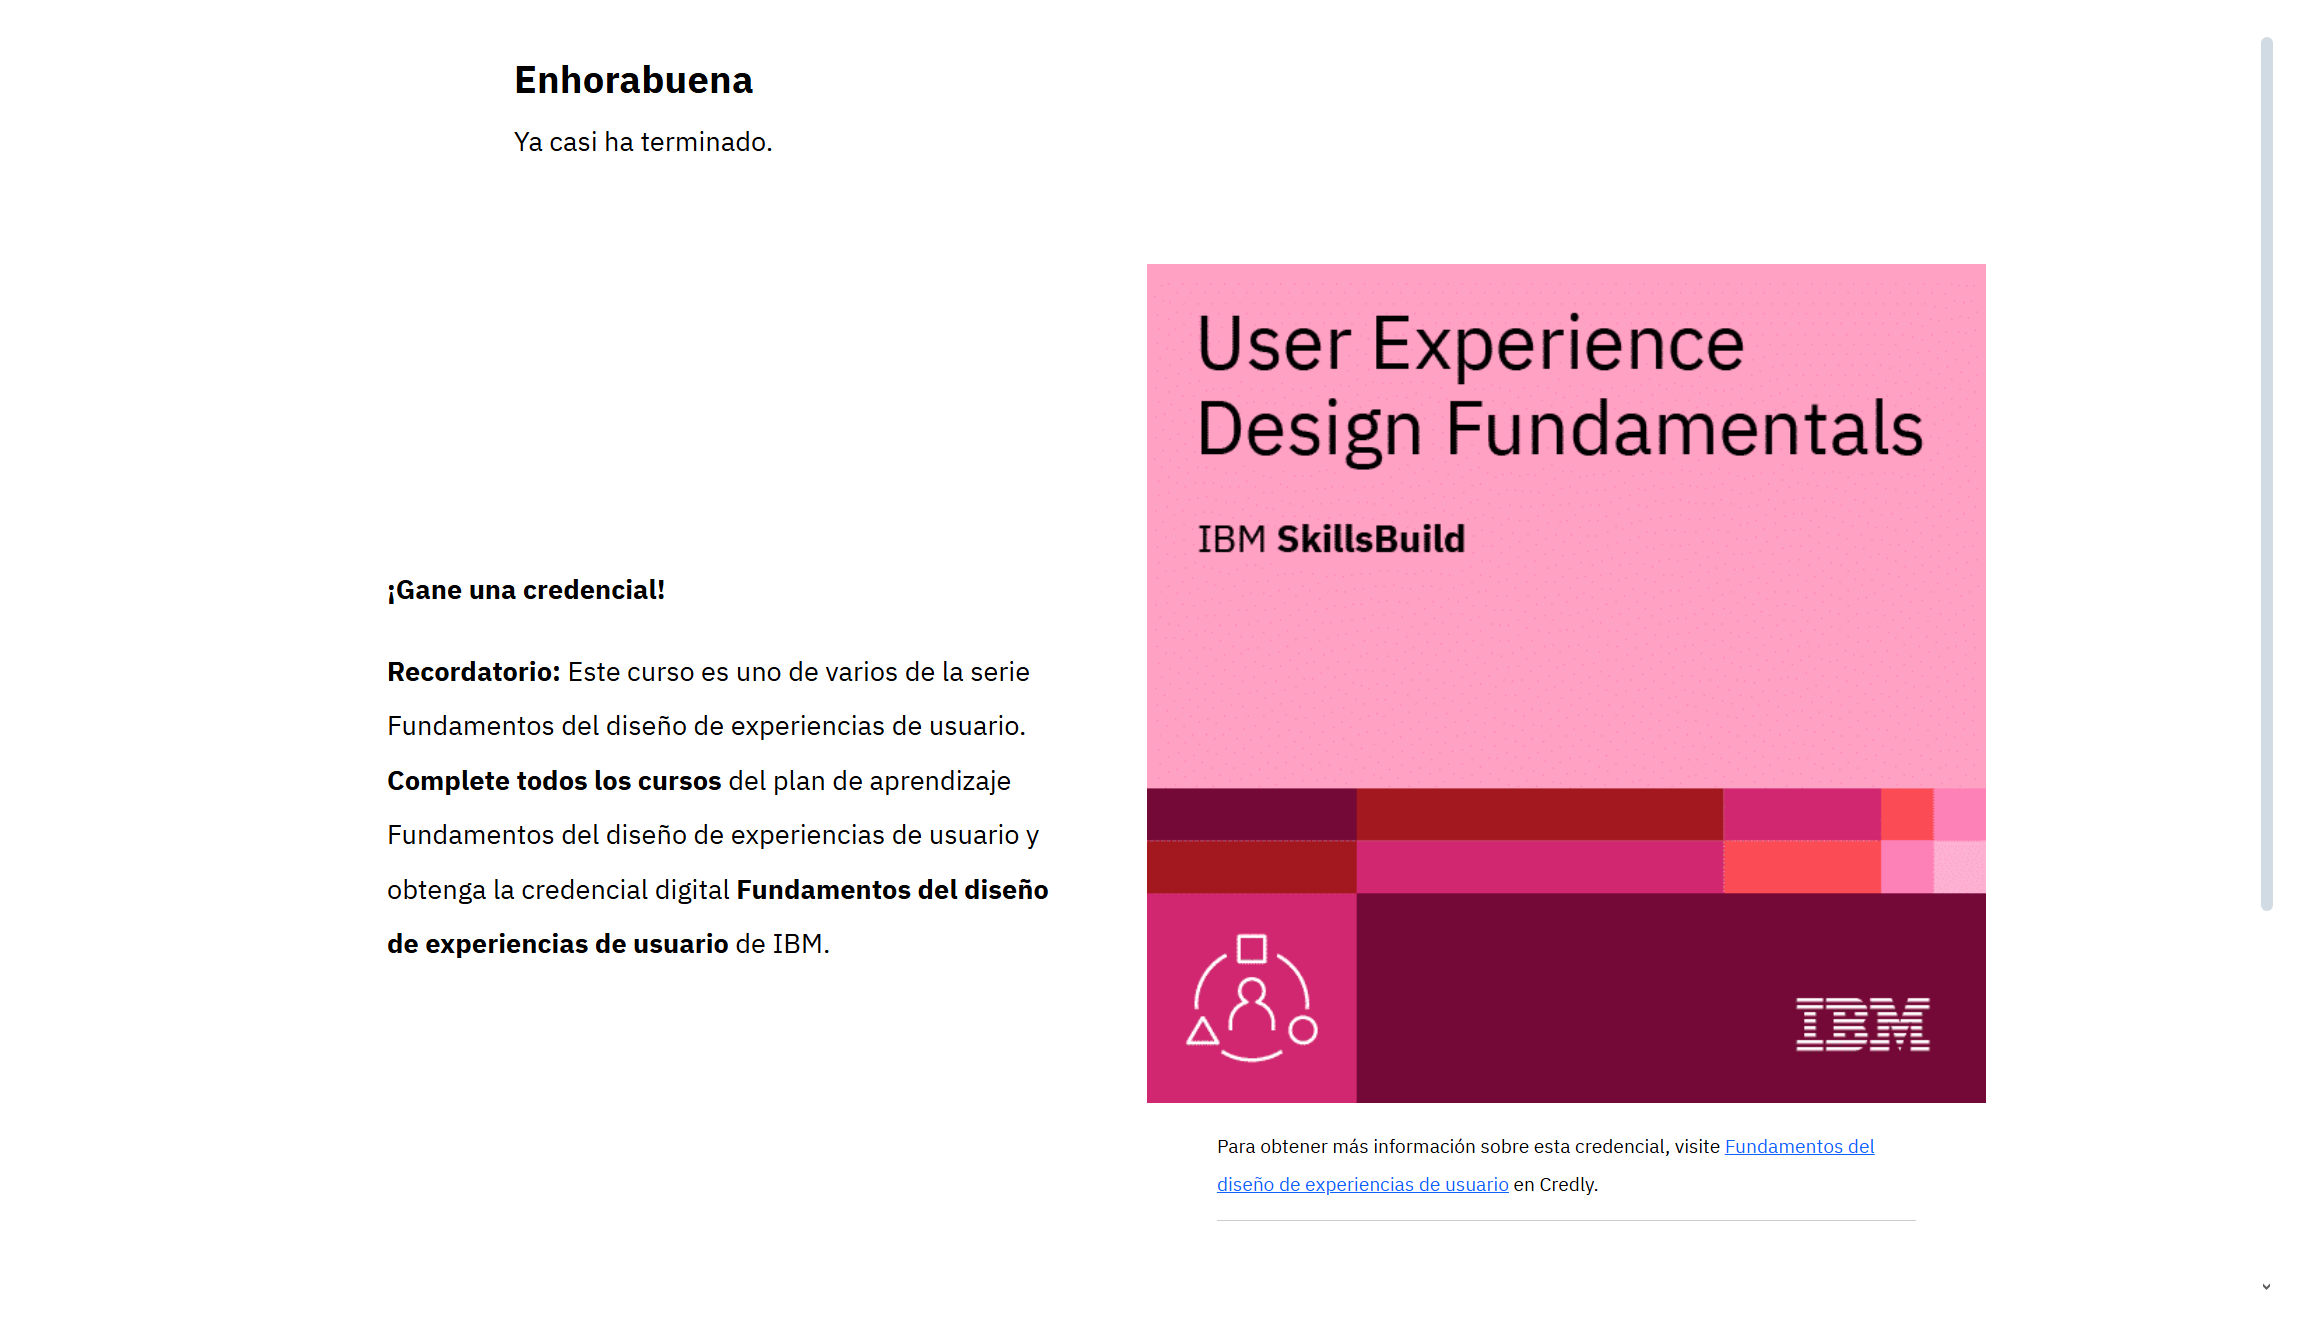 Enhorabuena
Ya casi ha terminado.
¡Gane una credencial!
Recordatorio: Este curso es uno de varios de la serie
Fundamentos del diseño de experiencias de usuario.
Complete todos los cursos del plan de aprendizaje
Fundamentos del diseño de experiencias de usuario y
obtenga la credencial digital Fundamentos del diseño
de experiencias de usuario de IBM.
User Experience
Design Fundamentals
IBM SkillsBuild
IBM
Para obtener más información sobre esta credencial, visite Fundamentos del
diseño de experiencias de usuario en Credly.